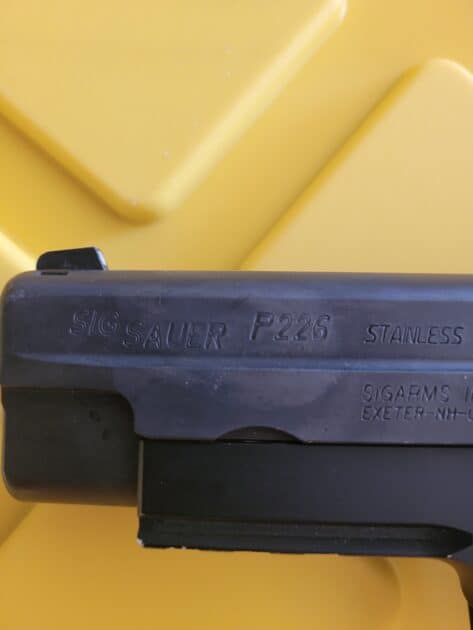 SIG SAUER P226 STAINLESS
SIGARMS
EXETER-NH-U